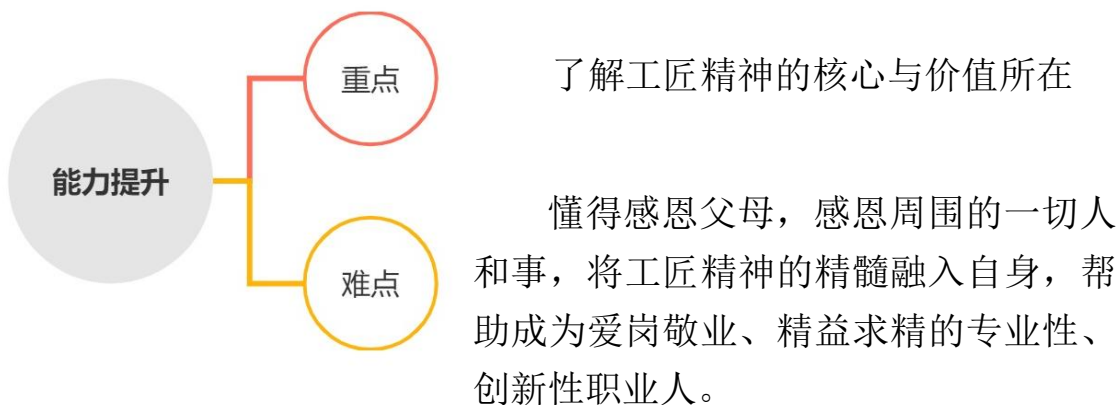 能力提升
重点
了解工匠精神的核心与价值所在
难点
懂得感恩父母，感恩周围的一切人
和事，将工匠精神的精髓融入自身，帮
助成为爱岗敬业、精益求精的专业性、
创新性职业人。